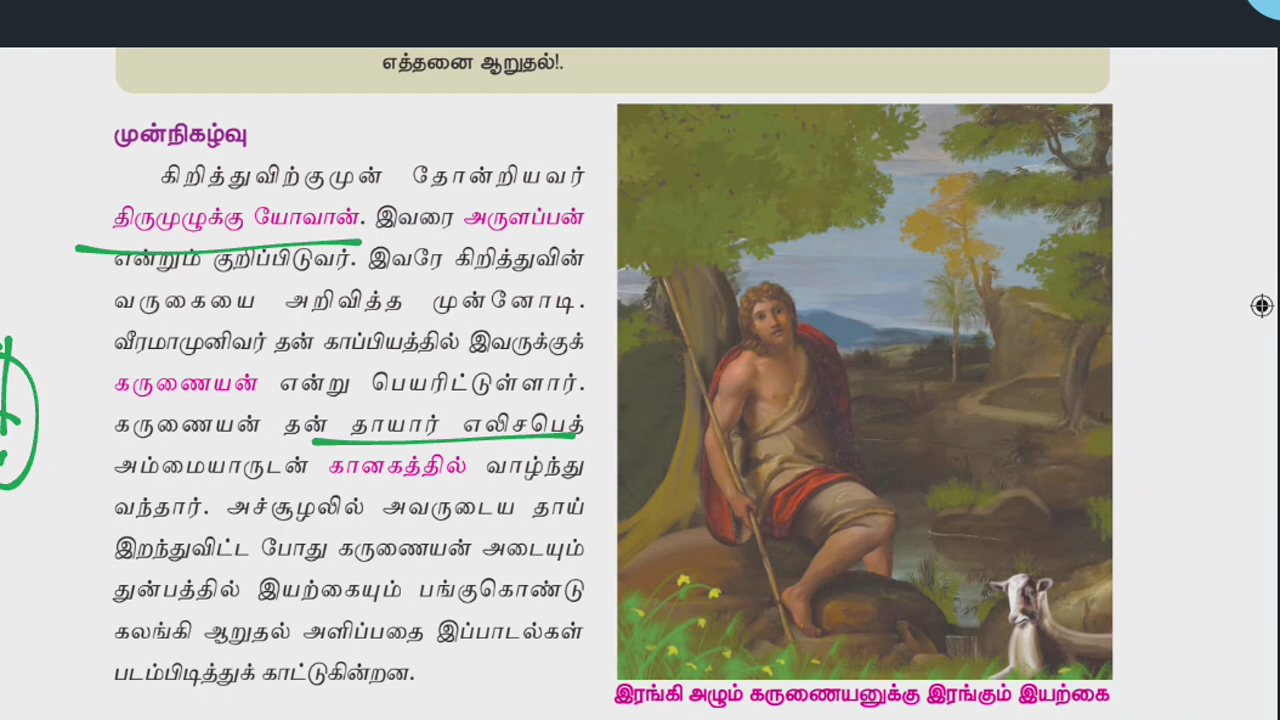 எத்தனை ஆறுதல்!.
முன்நிகழ்வு
கிறித்துவிற்குமுன் தோன்றியவர்
திருமுழுக்கு யோவான். இவரை அருளப்பன்
என்றும் குறிப்பிடுவர். இவரே கிறித்துவின்
வருகையை அறிவித்த முன்னோடி.
வீரமாமுனிவர் தன் காப்பியத்தில் இவருக்குக்
கருணையன் என்று பெயரிட்டுள்ளார்.
கருணையன் தன் தாயார் எலிசபெத்
அம்மையாருடன் கானகத்தில் வாழ்ந்து
வந்தார். அச்சூழலில் அவருடைய தாய்
இறந்துவிட்ட போது கருணையன் அடையும்
துன்பத்தில் இயற்கையும் பங்குகொண்டு
கலங்கி ஆறுதல் அளிப்பதை இப்பாடல்கள்
படம்பிடித்துக் காட்டுகின்றன.
இரங்கி அழும் கருணையனுக்கு இரங்கும் இயற்கை